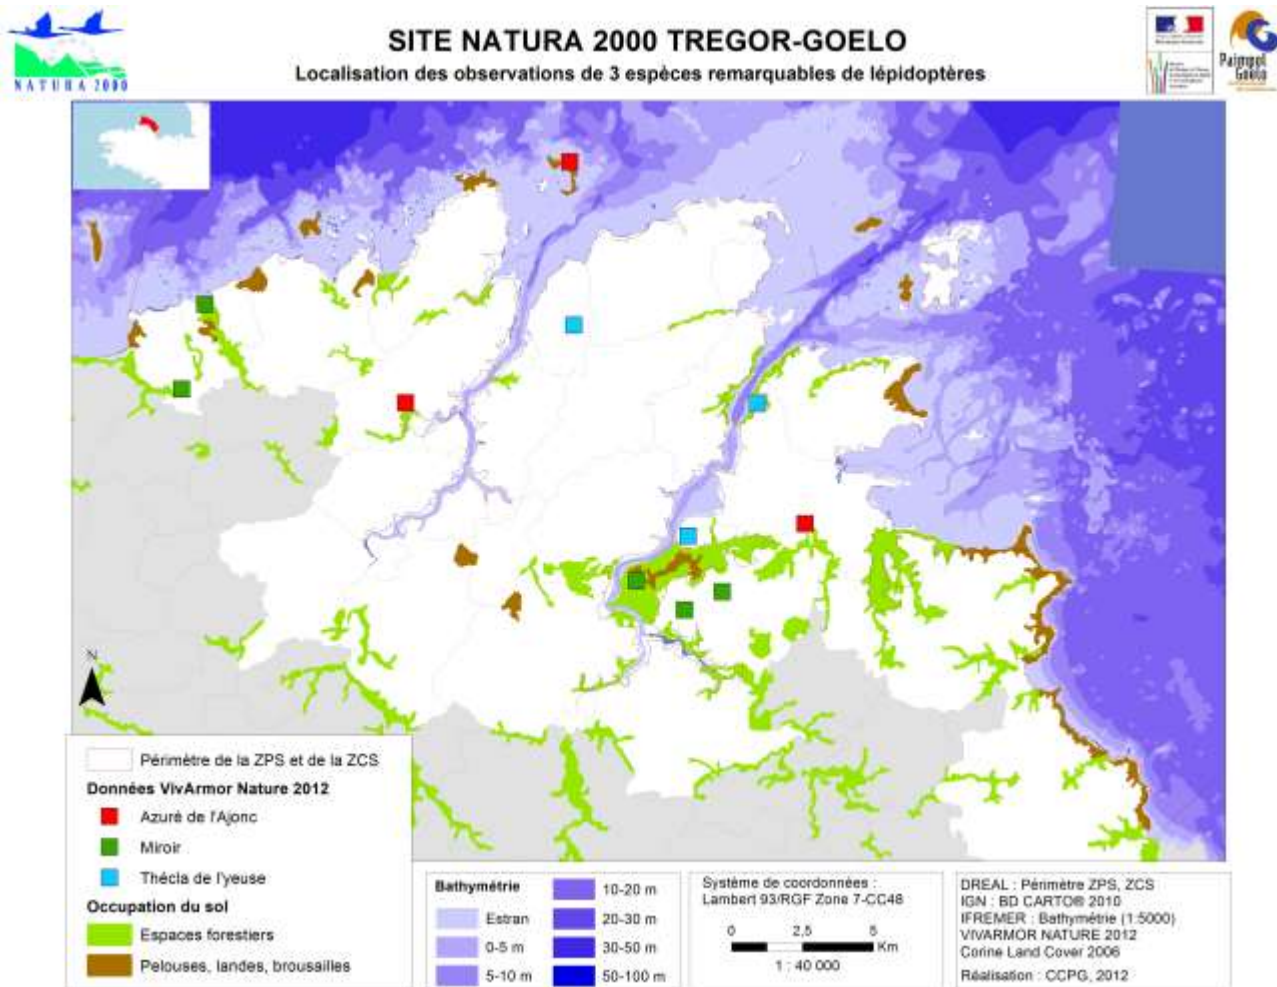 SITE NATURA 2000 TREGOR-GOELO
Localisation des observations de 3 espèces remarquables de lépidoptères
NATURA 2000
Paimpol
Goëlo
N
Périmètre de la ZPS et de la ZCS
Données VivArmor Nature 2012
Azuré de l'Ajonc
Miroir
Thécla de l'yeuse
Occupation du sol
Espaces forestiers
Pelouses, landes, brousailles
Bathymétrie
Estran
0-5 m
5-10 m
10-20 m
20-30 m
30-50 m
50-100 m
Système de coordonnées :
Lambert 93/RGF Zone 7-CC48
0 2,5 5
Km
1 : 40 000
DREAL : Périmètre ZPS, ZCS
IGN : BD CARTO® 2010
IFREMER : Bathymétrie (1:5000)
VIVARMOR NATURE 2012
Corine Land Cover 2006
Réalisation : CCPG, 2012